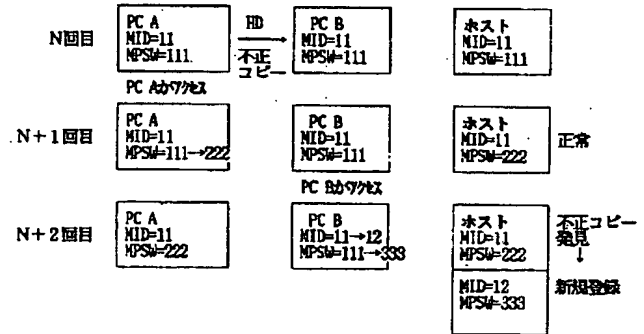 N回目
PC A
MID=11
MPSW=111
HD
不正
コピー
PC B
MID=11
MPSW=111
ホスト
MID=11
MPSW=111
PC Aがアクセス
N+1回目
PC A
MID=11
MPSW=111→222
PC B
MID=11
MPSW=111
ホスト
MID=11
MPSW=222
正常
PC Bがアクセス
N+2回目
PC A
MID=11
MPSW=222
PC B
MID=11→12
MPSW=111→333
ホスト
MID=11
MPSW=222
不正コピー
発見
↓
新規登録
MID=12
MPSW=333